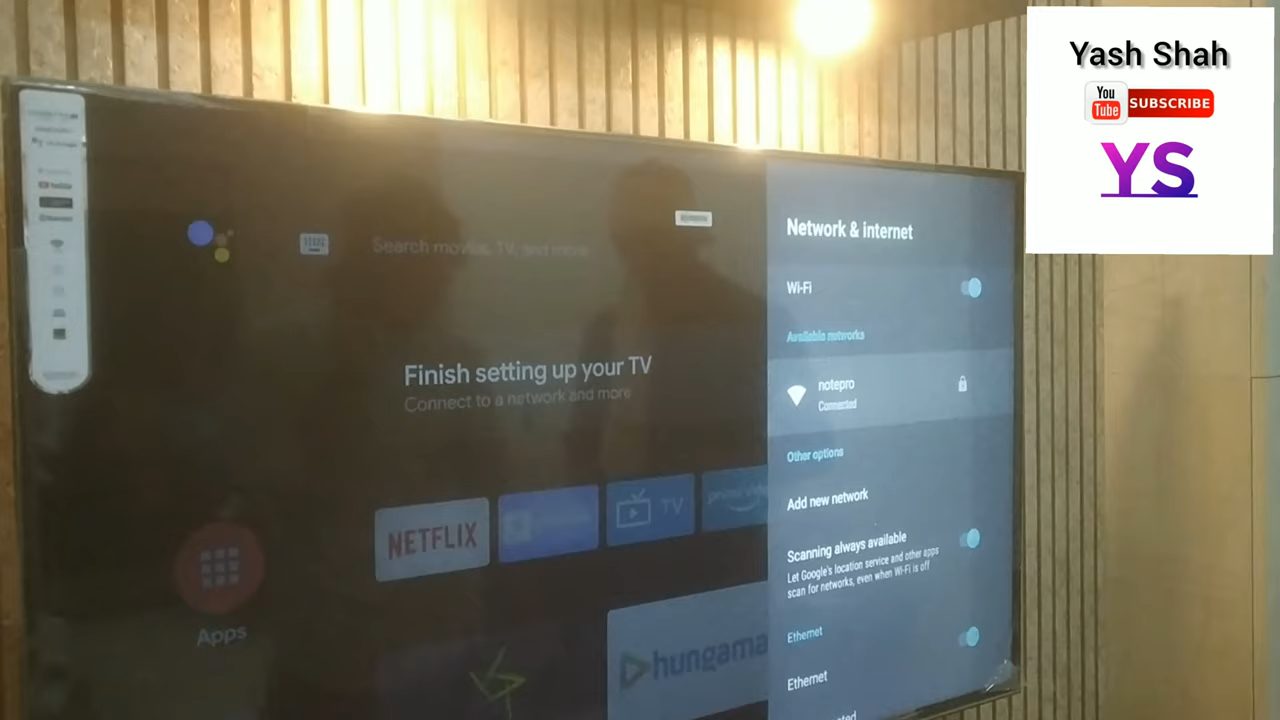 Yash Shah
You
Tube
SUBSCRIBE
YS
Search movies, TV, and more
Finish setting up your TV
Connect to a network and more
NETFLIX
TV
prime video
Apps
hungama
Network & internet
Wi-Fi
Available networks
notepro
Connected
Other options
Add new network
Scanning always available
Let Google's location service and other apps
scan for networks, even when Wi-Fi is off
Ethernet
Ethernet